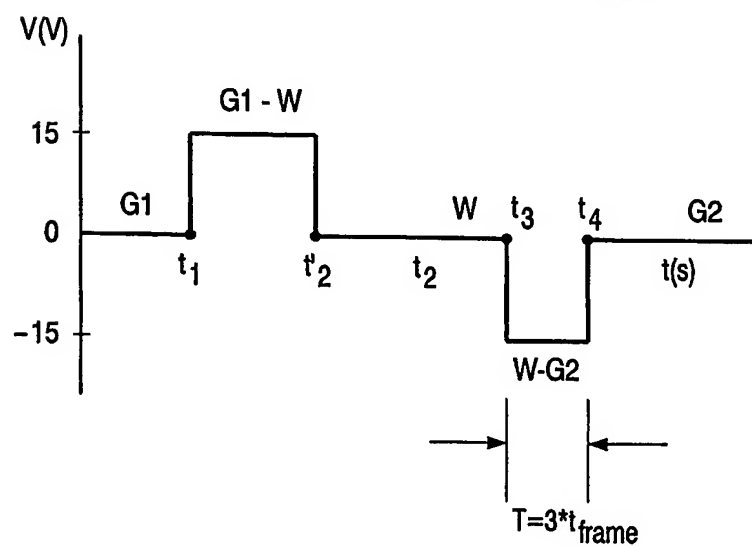 V(V)
G1 - W
15
G1
W
t3
t4
G2
0
t1
t'2
t2
t(s)
-15
W-G2
T=3*tframe